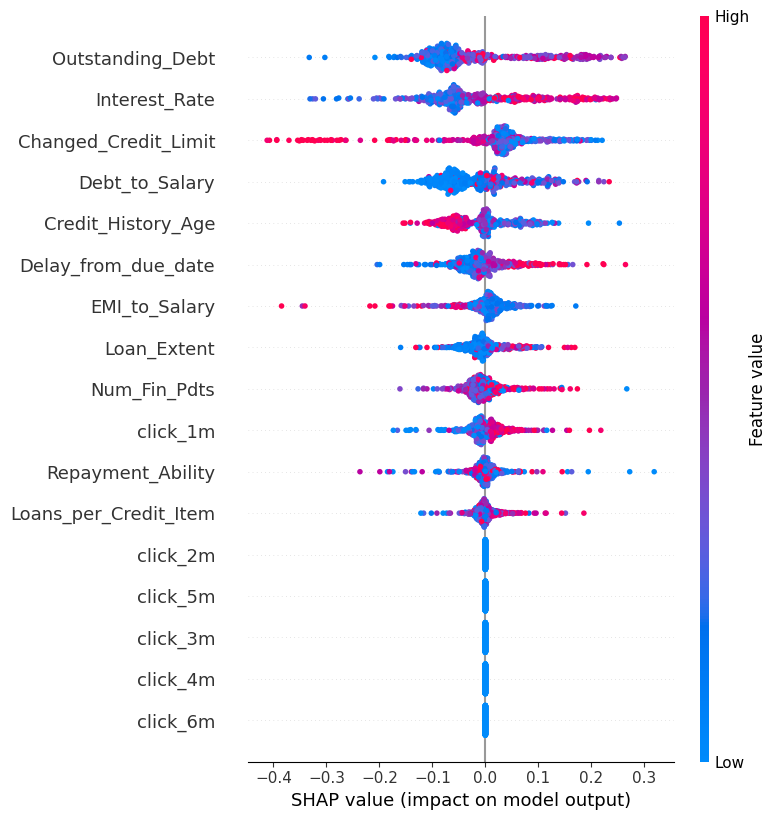 High
Outstanding_Debt
Interest_Rate
Changed_Credit_Limit
Debt_to_Salary
Credit_History_Age
Delay_from_due_date
EMI_to_Salary
Loan_Extent
Num_Fin_Pdts
click_1m
Repayment_Ability
Loans_per_Credit_Item
click_2m
click_5m
click_3m
click_4m
click_6m
Feature value
Low
−0.4 −0.3 −0.2 −0.1 0.0 0.1 0.2 0.3
SHAP value (impact on model output)